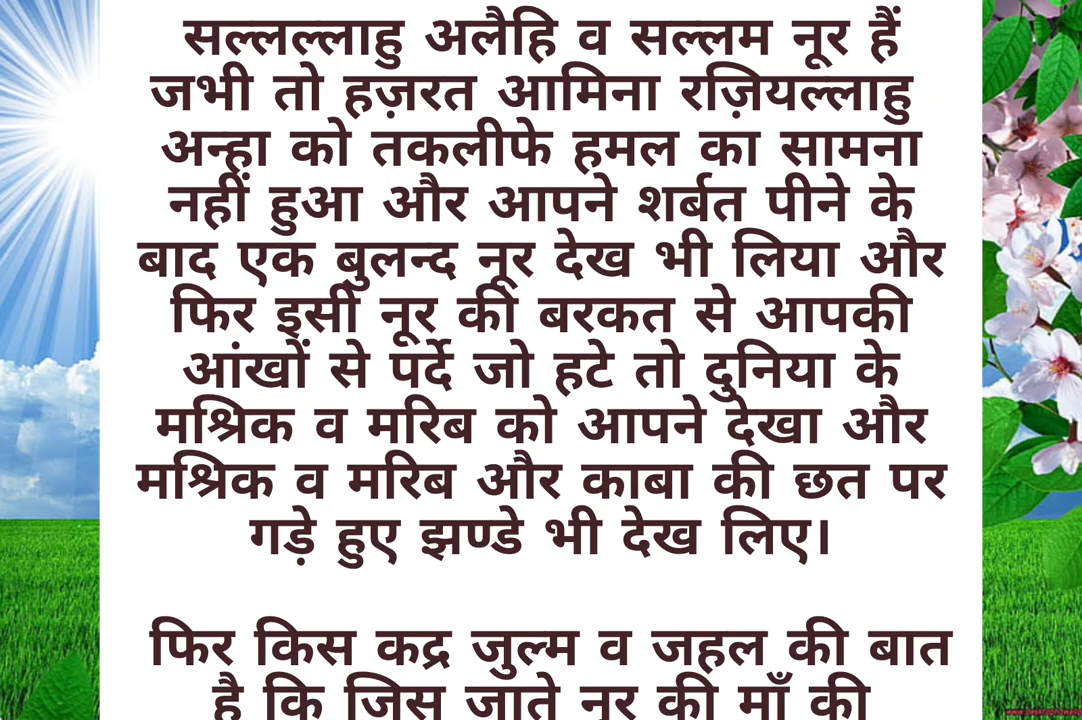 सल्लल्लाहु अलैहि व सल्लम नूर हैं
जभी तो हज़रत आमिना रज़ियल्लाहु
अन्हा को तकलीफे हमल का सामना
नहीं हुआ और आपने शर्बत पीने के
बाद एक बुलन्द नूर देख भी लिया और
फिर इसी नूर की बरकत से आपकी
आंखों से पर्दे जो हटे तो दुनिया के
मश्रिक व मरिब को आपने देखा और
मश्रिक व मरिब और काबा की छत पर
गड़े हुए झण्डे भी देख लिए।
फिर किस कद्र जुल्म व जहल की बात
है कि जिस जाते नूर की माँ की